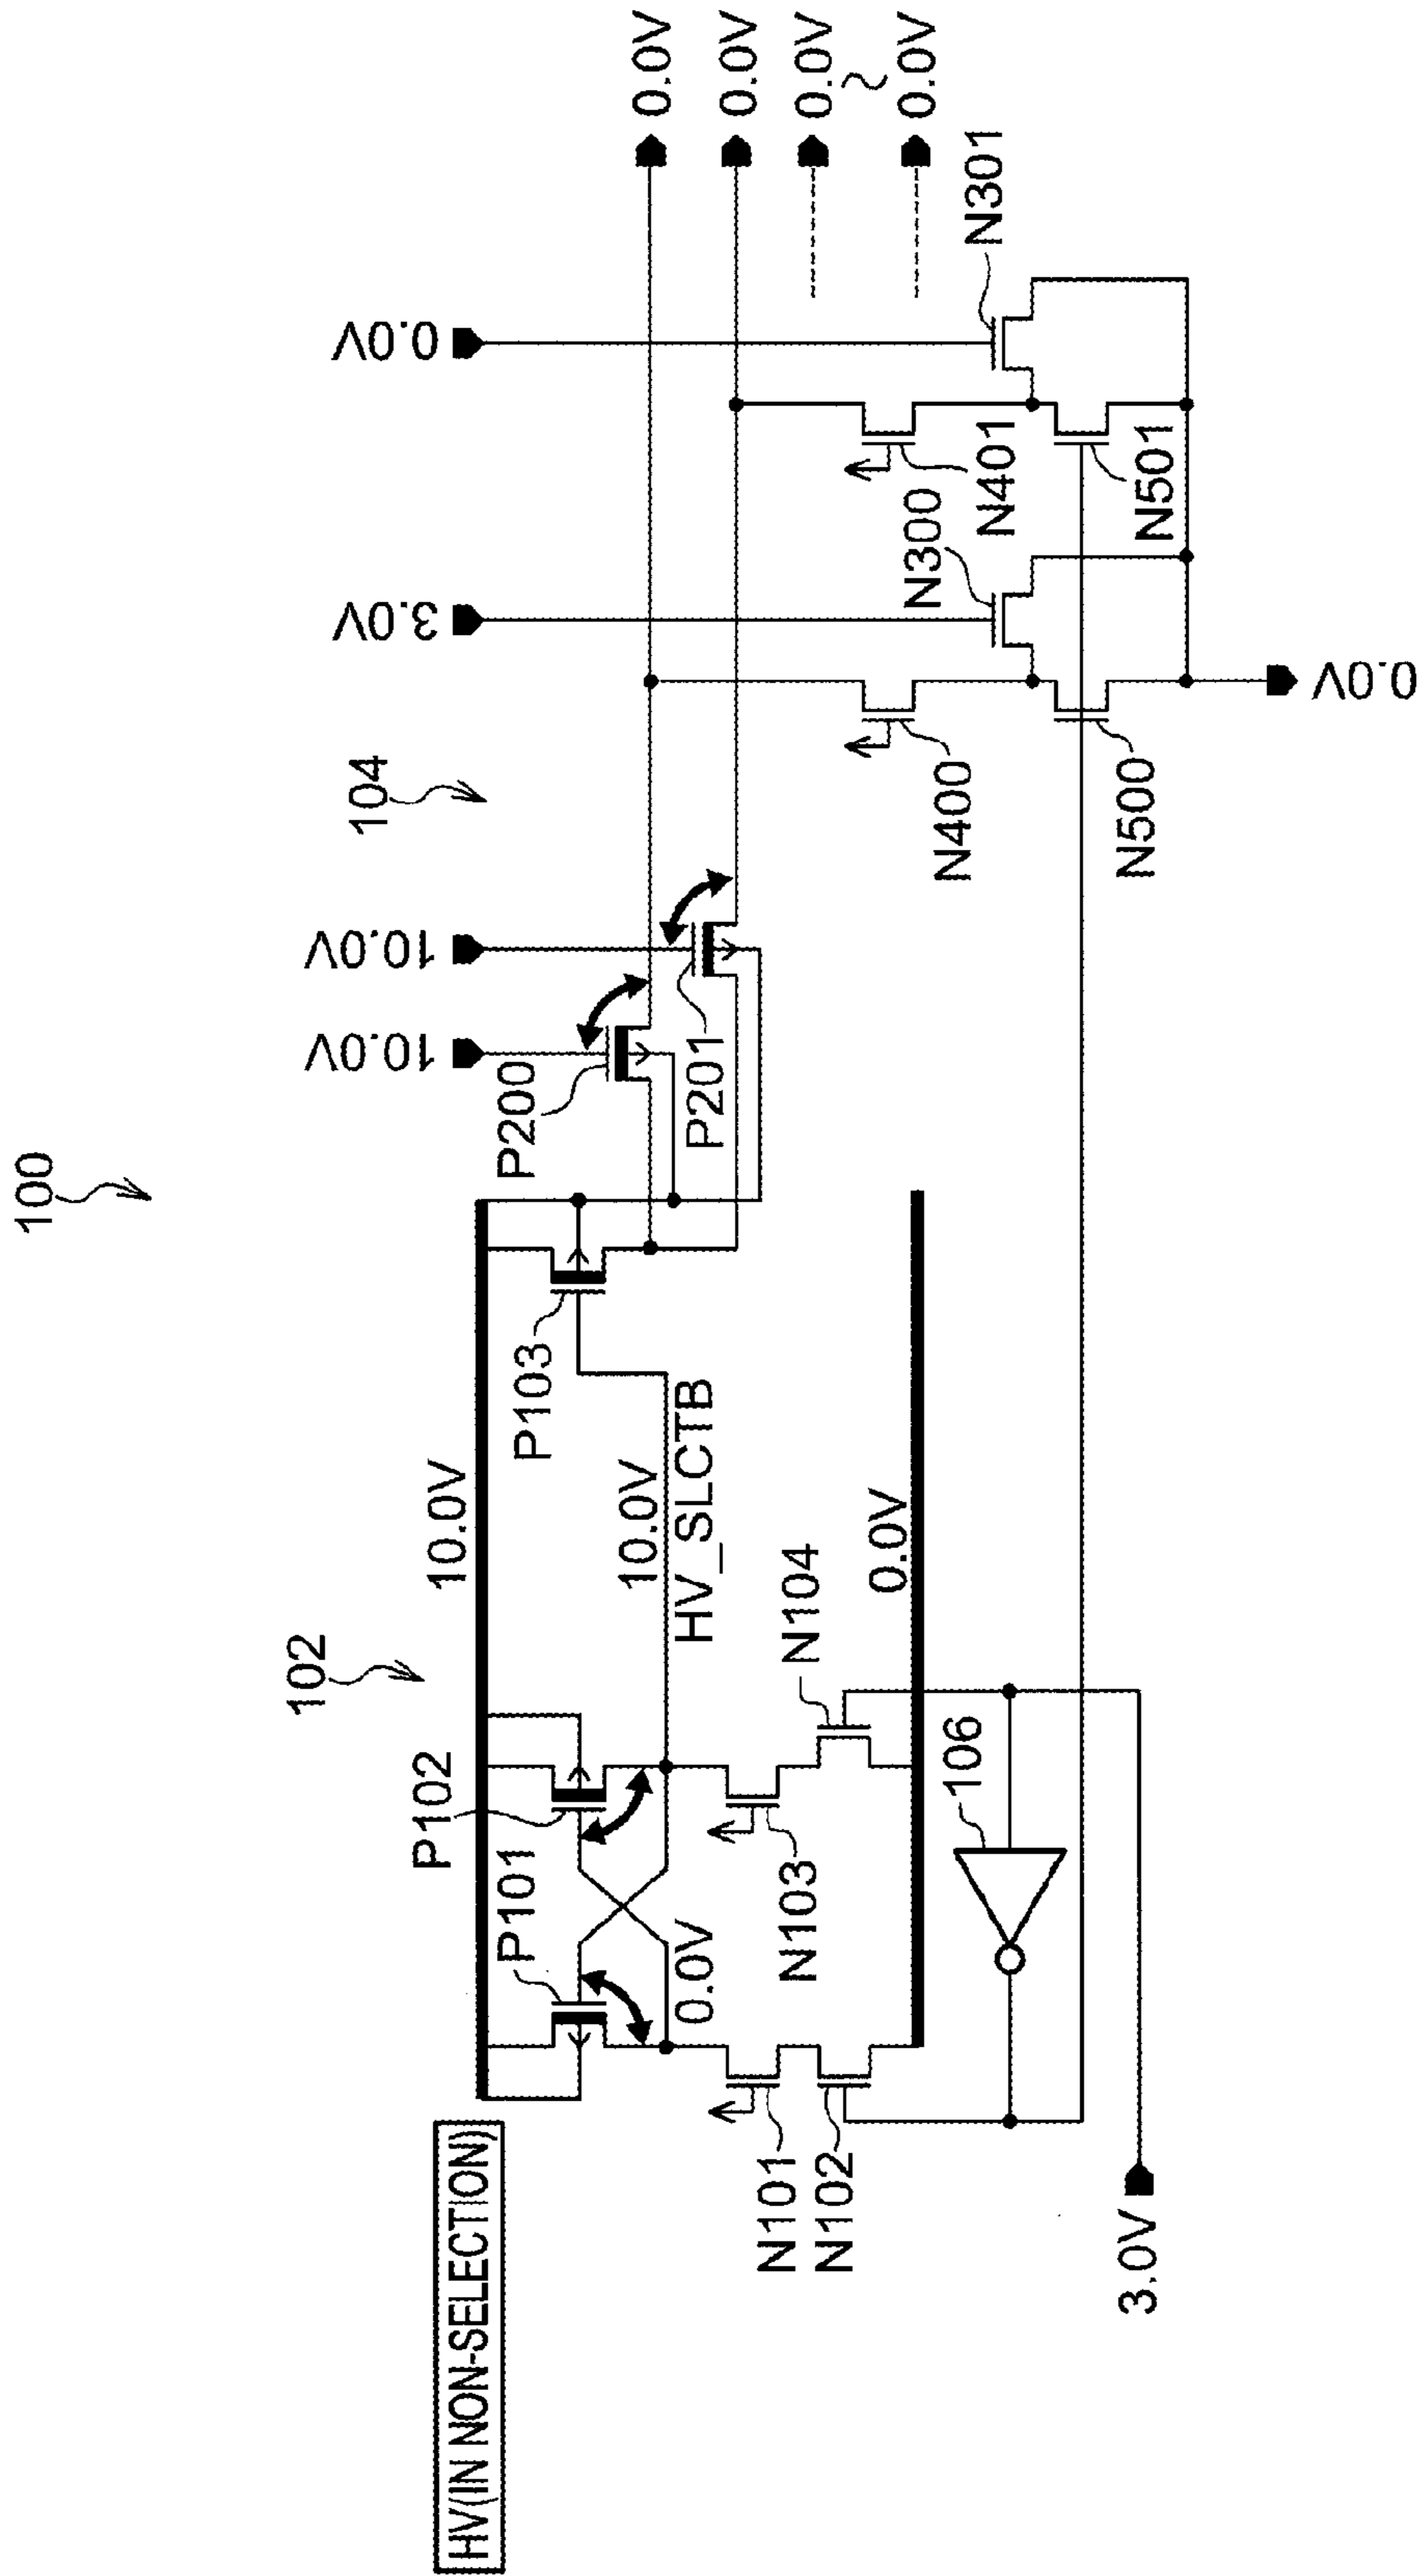 100
HV(IN NON-SELECTION)
102
104
10.0V
10.0V
3.0V
0.0V
10.0V
P102
P101
P103
P200
P201
10.0V
HV_SLCTB
0.0V
0.0V
0.0V
0.0V
~
0.0V
N101
N102
N103
N104
0.0V
106
3.0V
N400
N300
N401
N301
N500
N501
0.0V